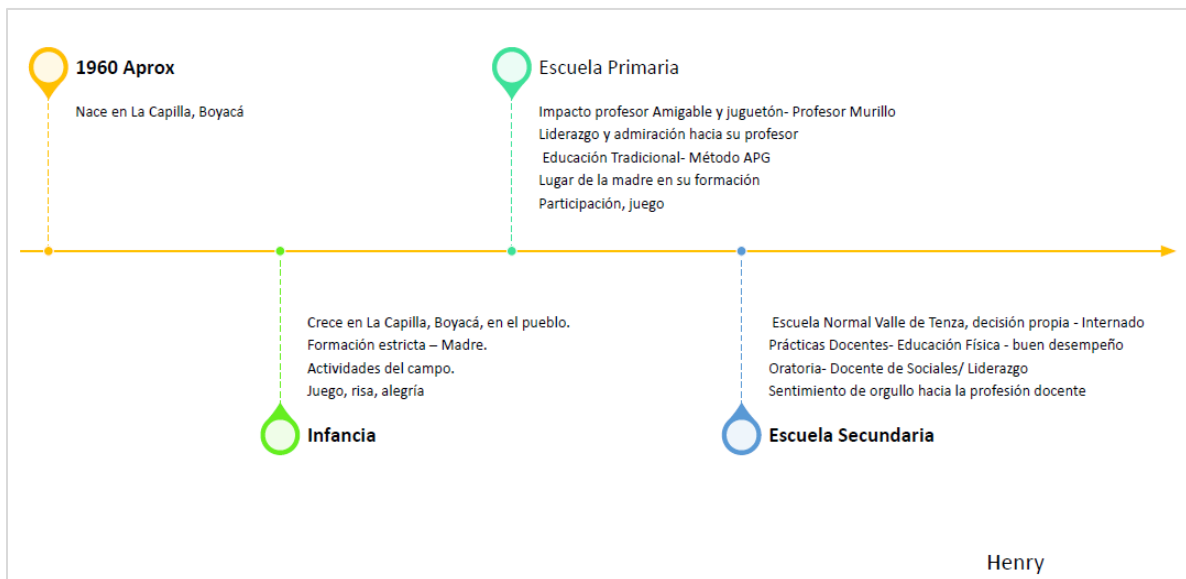 1960 Aprox
Nace en La Capilla, Boyacá
Escuela Primaria
Impacto profesor Amigable y juguetón- Profesor Murillo
Liderazgo y admiración hacia su profesor
Educación Tradicional- Método APG
Lugar de la madre en su formación
Participación, juego
Crece en La Capilla, Boyacá, en el pueblo.
Formación estricta – Madre.
Actividades del campo.
Juego, risa, alegría
Infancia
Escuela Normal Valle de Tenza, decisión propia - Internado
Prácticas Docentes- Educación Física - buen desempeño
Oratoria- Docente de Sociales/ Liderazgo
Sentimiento de orgullo hacia la profesión docente
Escuela Secundaria
Henry